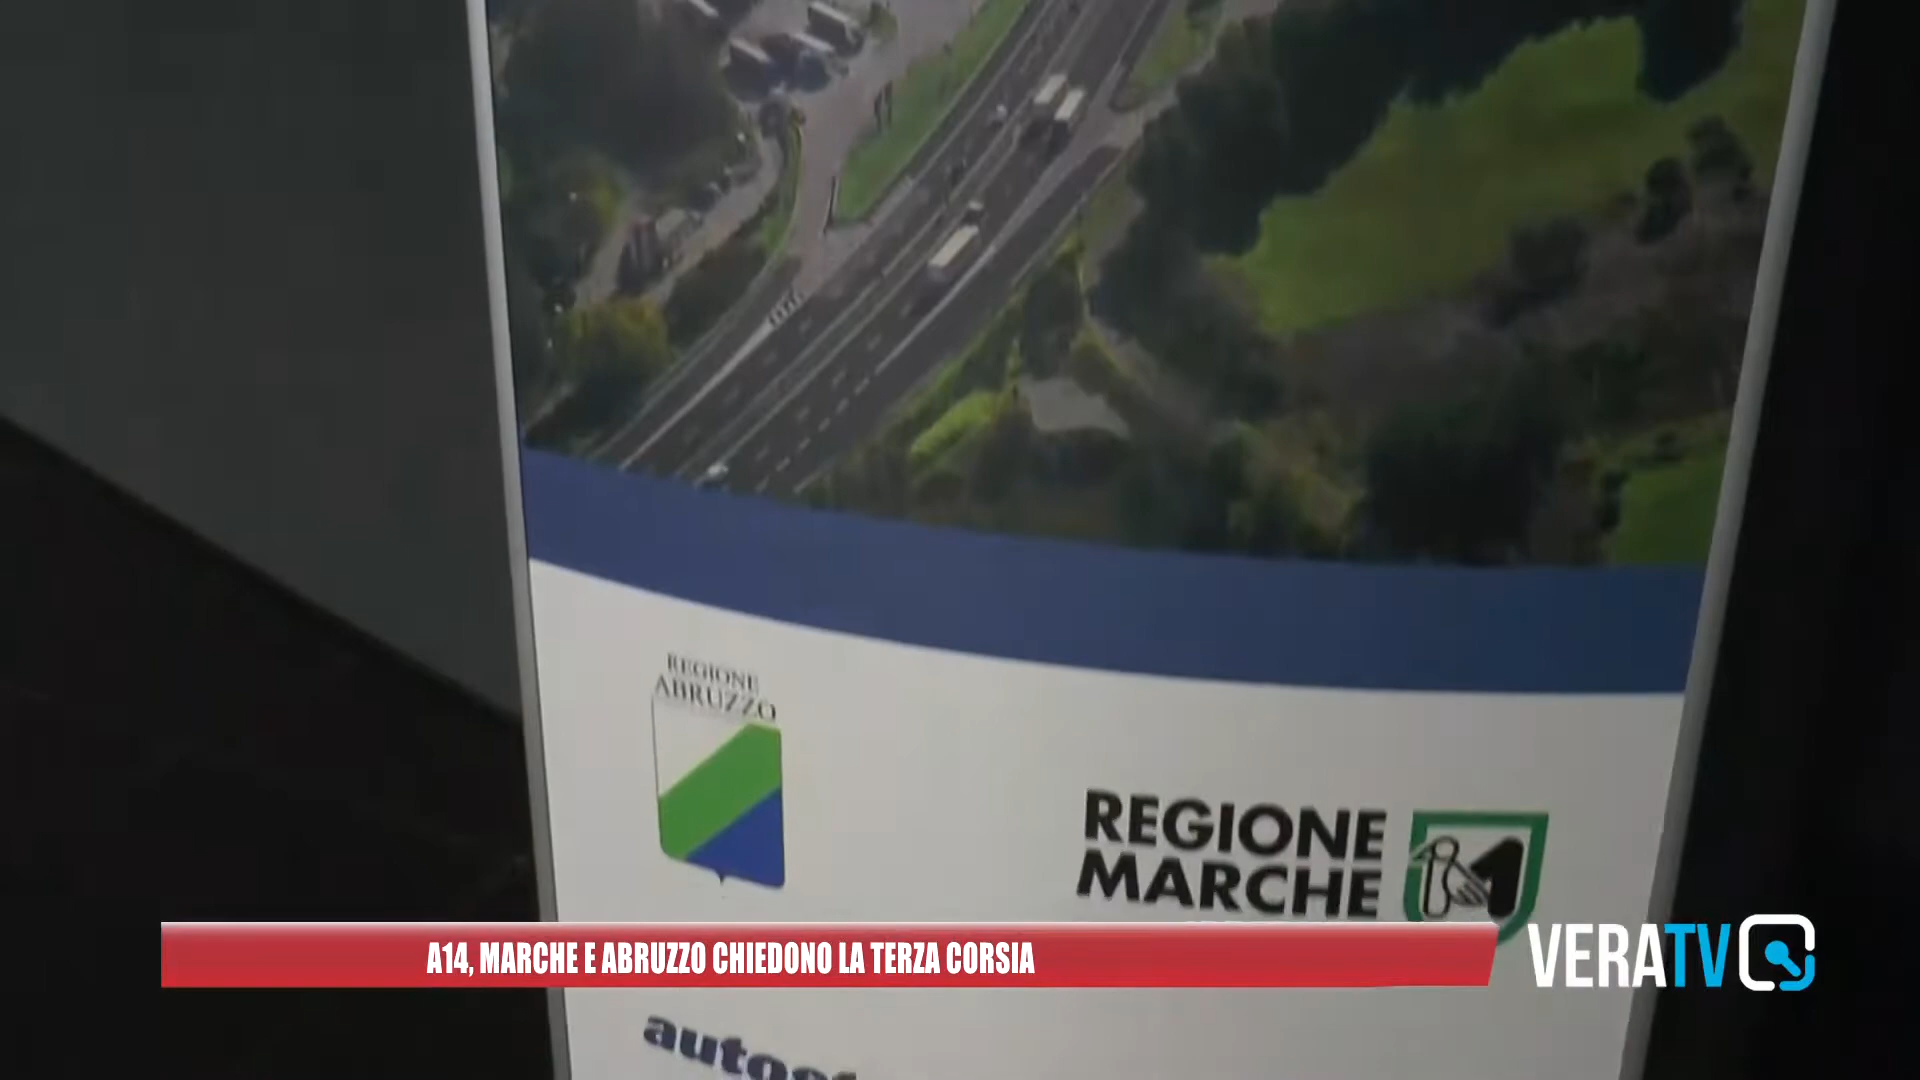 REGIONE
ABRUZZO
REGIONE
MARCHE
A14, MARCHE E ABRUZZO CHIEDONO LA TERZA CORSIA
VERATV